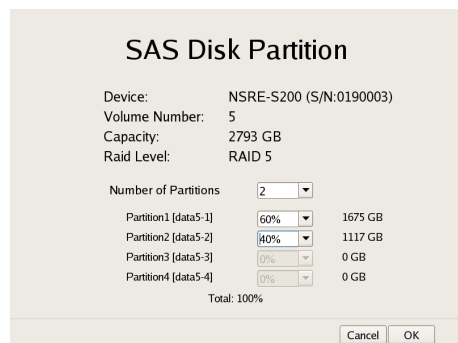 SAS Disk Partition
Device: NSRE-S200 (S/N:0190003)
Volume Number: 5
Capacity: 2793 GB
Raid Level: RAID 5
Number of Partitions 2
Partition1 [data5-1] 60% 1675 GB
Partition2 [data5-2] 40% 1117 GB
Partition3 [data5-3] 0% 0 GB
Partition4 [data5-4] 0% 0 GB
Total: 100%
Cancel OK